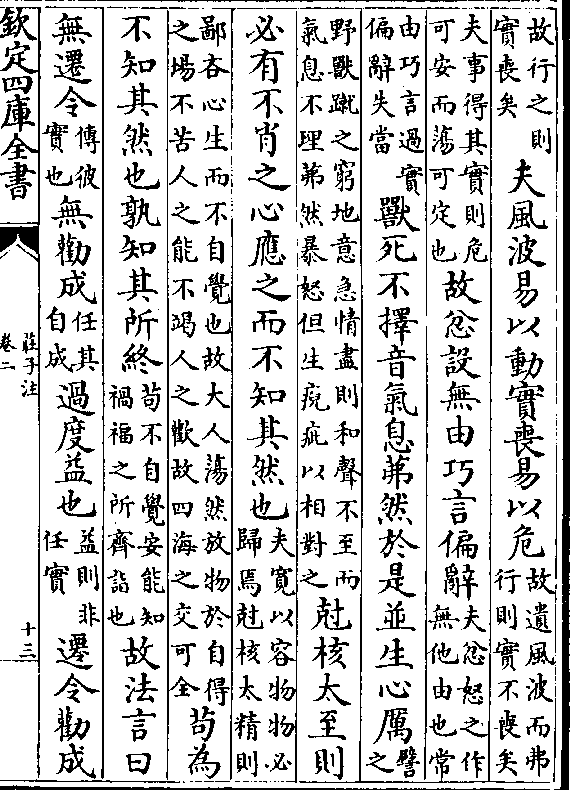 故行之則實喪矣夫風波易以動實喪易以危故遺風波而弗行則實不喪矣
夫事得其實則危可安而蕩可定也故忿設無由巧言偏辭夫忿怒之作無他由也常
由巧言過實偏辭失當獸死不擇音氣息茀然於是並生心厲譬之
野獸蹴之窮地意急情盡則和聲不至而氣息不理茀然暴怒但生疵以相對之尅核太至則
必有不肖之心應之而不知其然也夫寛以容物物必歸焉尅核太精則
鄙吝心生而不自覺也故大人蕩然放物於自得之場不苦人之能不竭人之歡故四海之交可全苟為
不知其然也孰知其所終苟不自覺安能知禍福之所齊詣也故法言曰
無遷令傳彼實也無勸成任其自成過度益也益則非任實遷令勸成
欽定四庫全書
莊子注
卷二
十三